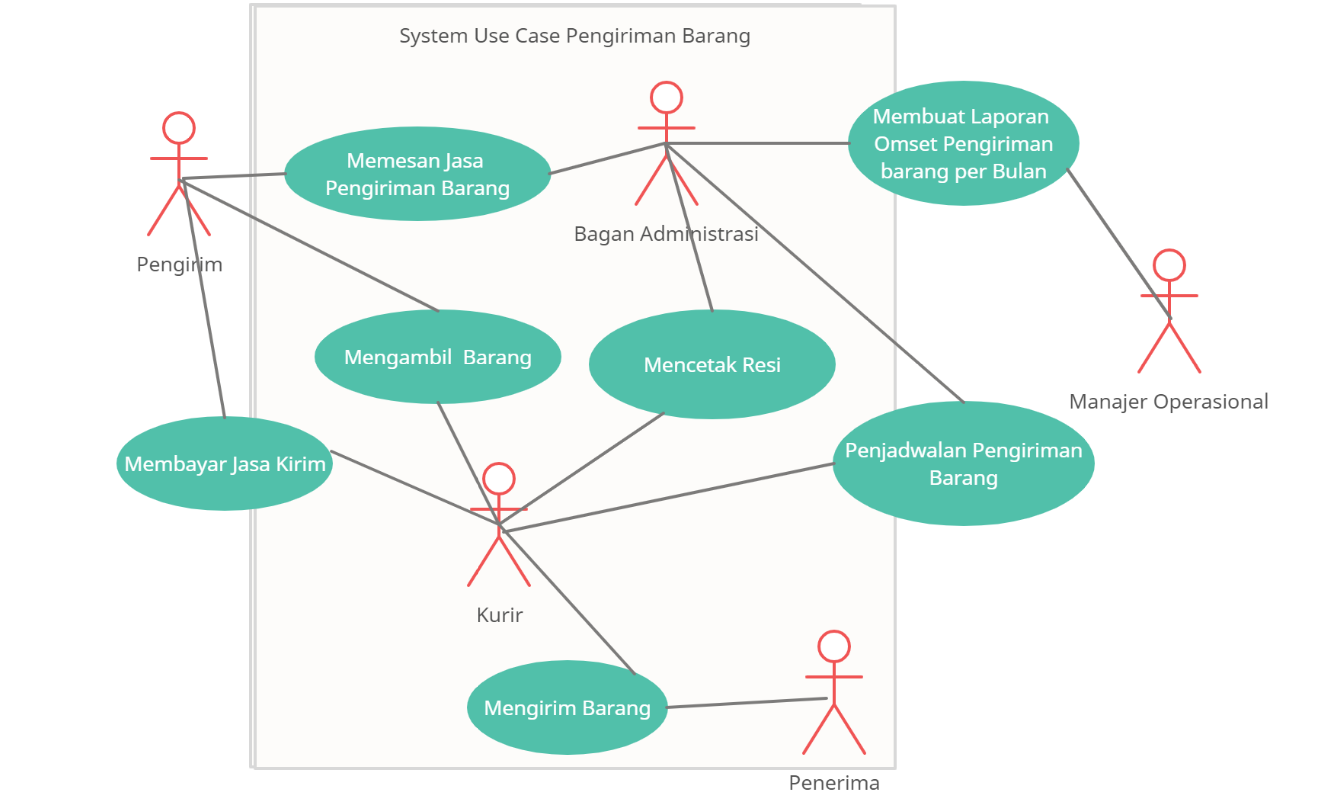 System Use Case Pengiriman Barang
Membuat Laporan
Omset Pengiriman
barang per Bulan
Memesan Jasa
Pengiriman Barang
Bagan Administrasi
Pengirim
Mengambil  Barang
Mencetak Resi
Manajer Operasional
Membayar Jasa Kirim
Penjadwalan Pengiriman
Barang
Kurir
Mengirim Barang
Penerima